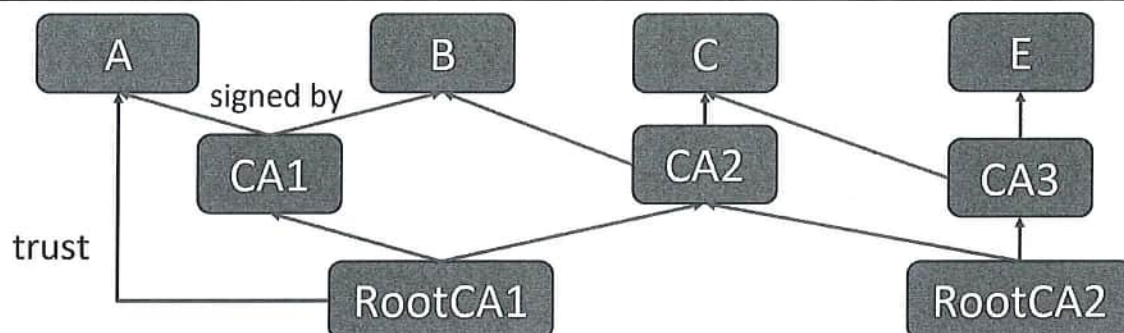 A
B
C
E
signed by
CA1
CA2
CA3
trust
RootCA1
RootCA2